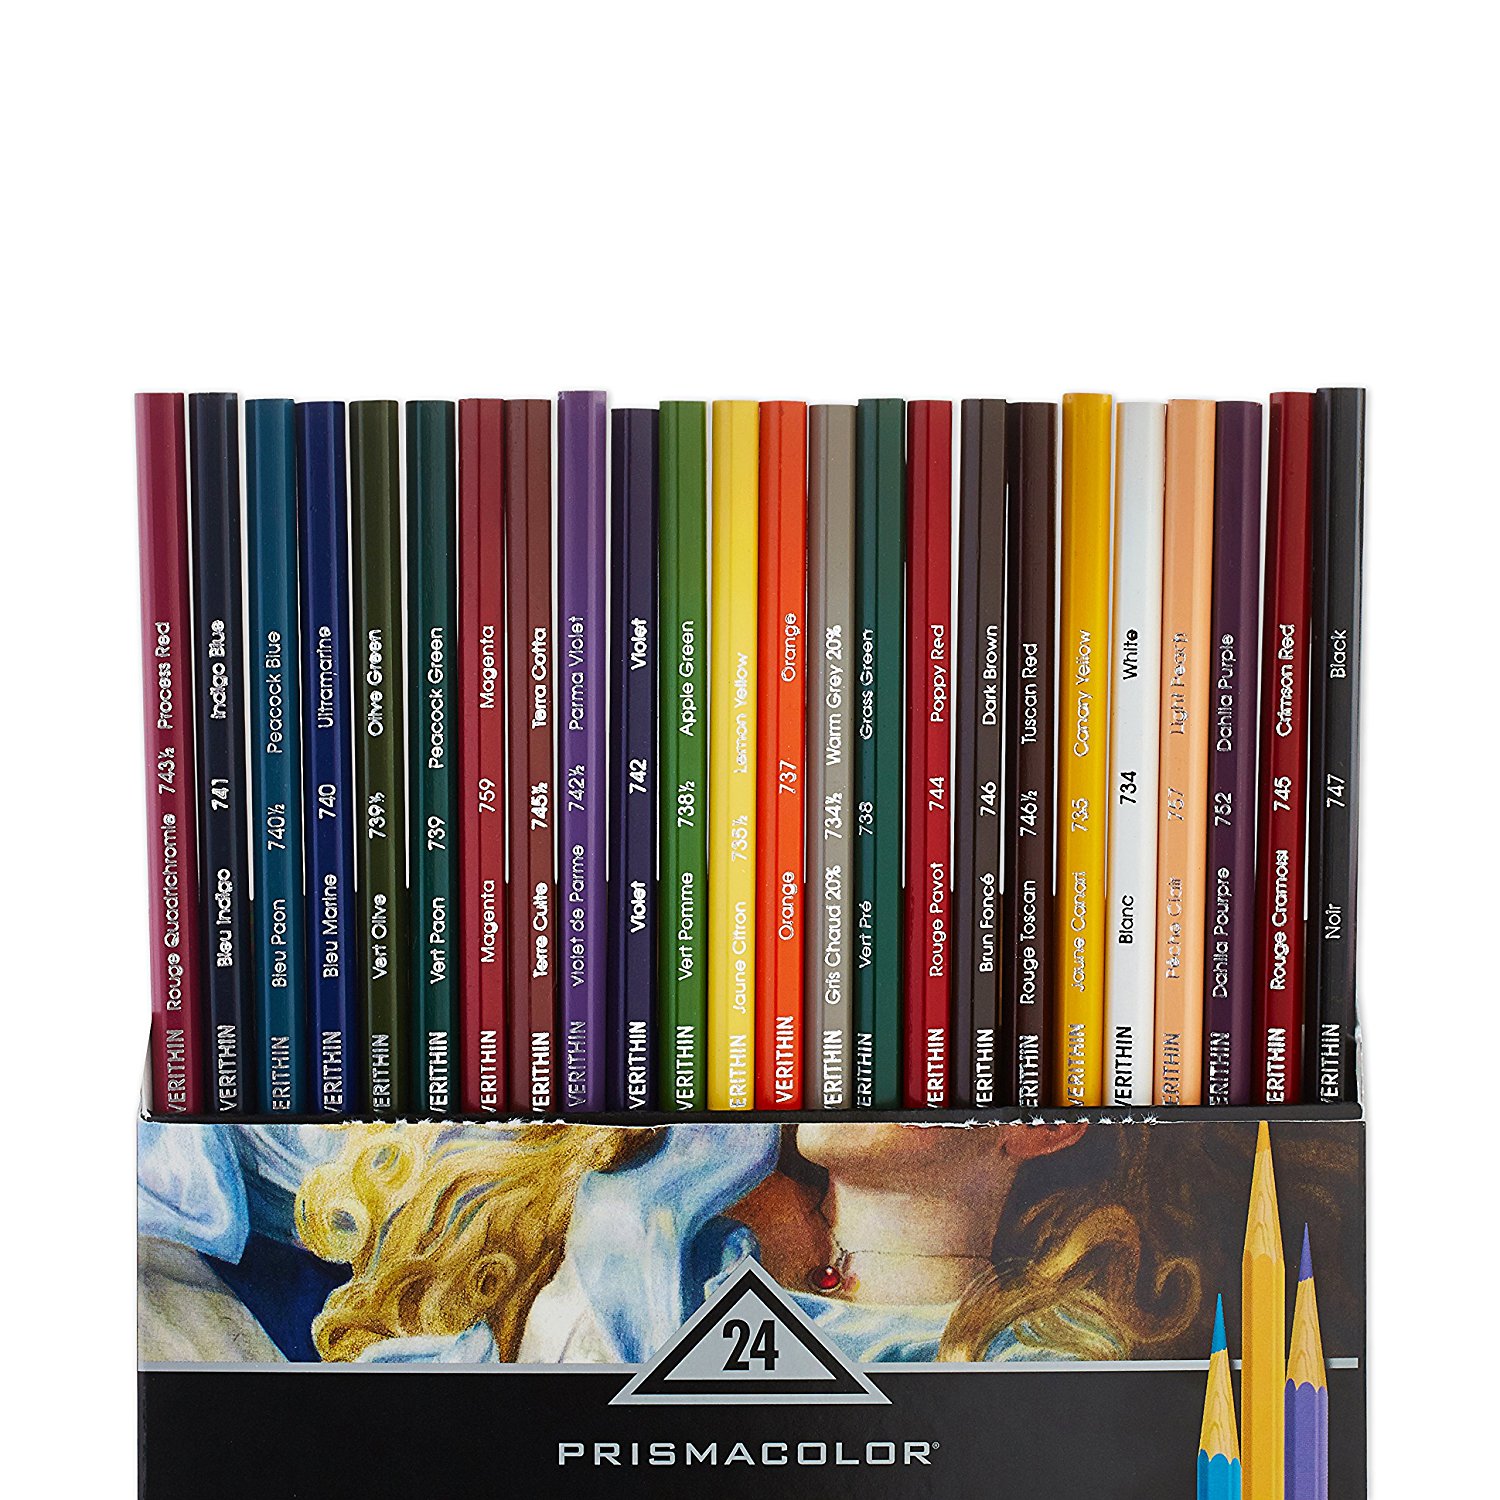 VERITHIN Rouge Quadrichromie 743½ Process Red
VERITHIN Bleu Indigo 741 Indigo Blue
VERITHIN Bleu Paon 740½ Peacock Blue
VERITHIN Bleu Marine 740 Ultramarine
VERITHIN Vert Olive 739½ Olive Green
VERITHIN Vert Paon 739 Peacock Green
VERITHIN Magenta 759 Magenta
VERITHIN Terre Cuite 745½ Terra Cotta
VERITHIN Violet de Parme 742½ Parma Violet
VERITHIN Violet 742 Violet
VERITHIN Vert Pomme 738½ Apple Green
VERITHIN Jaune Citron 735½ Lemon Yellow
VERITHIN Orange 737 Orange
VERITHIN Gris Chaud 20% 734½ Warm Grey 20%
VERITHIN Vert Pré 738 Grass Green
VERITHIN Rouge Pavot 744 Poppy Red
VERITHIN Brun Foncé 746 Dark Brown
VERITHIN Rouge Toscan 746½ Tuscan Red
VERITHIN Jaune Canari 735 Canary Yellow
VERITHIN Blanc 734 White
VERITHIN Pêche Clair 757 Light Peach
VERITHIN Dahlia Pourpre 752 Dahlia Purple
VERITHIN Rouge Cramoisi 745 Crimson Red
VERITHIN Noir 747 Black
24
PRISMACOLOR®